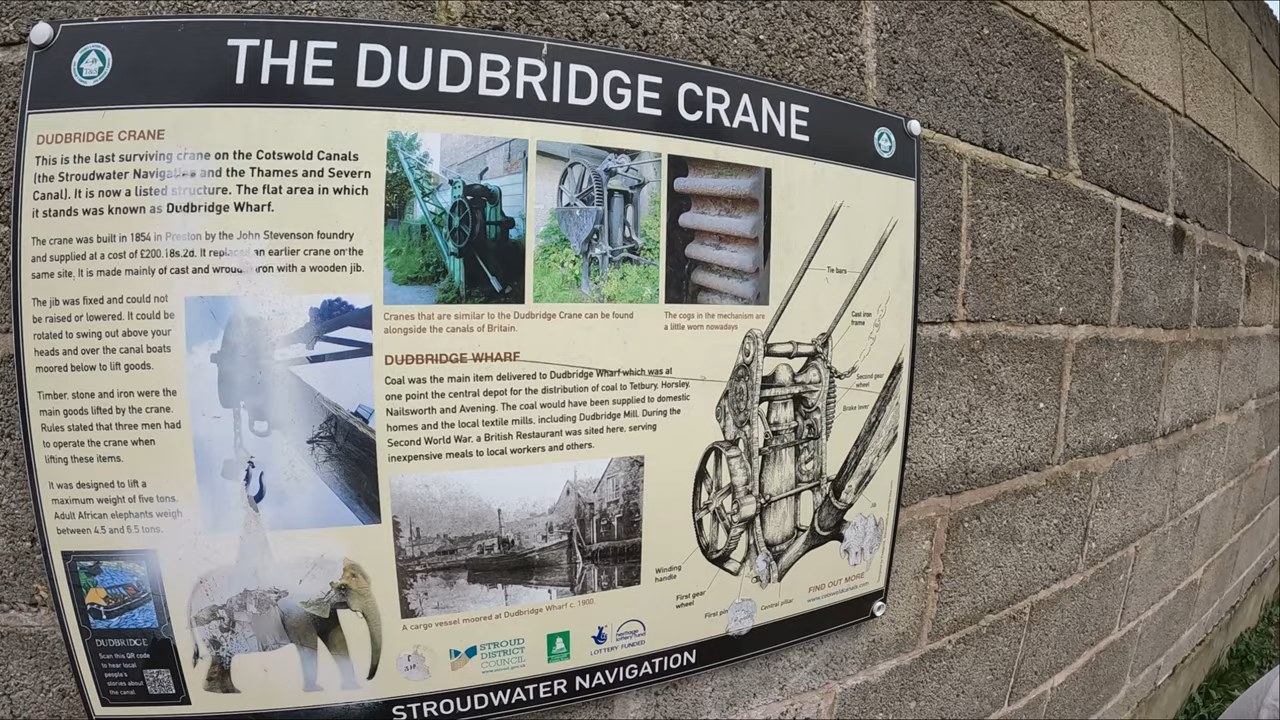 THE DUDBRIDGE CRANE
DUDBRIDGE CRANE
This is the last surviving crane on the Cotswold Canals
(the Stroudwater Navigation and the Thames and Severn
Canal). It is now a listed structure. The flat area in which
it stands was known as Dudbridge Wharf.
The crane was built in 1854 in Preston by the John Stevenson foundry
and supplied at a cost of £200.18s.2d. It replaced an earlier crane on the
same site. It is made mainly of cast and wrought iron with a wooden jib.
The jib was fixed and could not
be raised or lowered. It could be
rotated to swing out above your
heads and over the canal boats
moored below to lift goods.
Timber, stone and iron were the
main goods lifted by the crane.
Rules stated that three men had
to operate the crane when
lifting these items.
It was designed to lift a
maximum weight of five tons.
Adult African elephants weigh
between 4.5 and 6.5 tons.
DUDBRIDGE
Scan this QR code
to hear local
people's
stories about
the canal.
Cranes that are similar to the Dudbridge Crane can be found
alongside the canals of Britain.
The cogs in the mechanism are
a little worn nowadays
DUDBRIDGE WHARF
Coal was the main item delivered to Dudbridge Wharf which was at
one point the central depot for the distribution of coal to Tetbury, Horsley,
Nailsworth and Avening. The coal would have been supplied to domestic
homes and the local textile mills, including Dudbridge Mill. During the
Second World War, a British Restaurant was sited here, serving
inexpensive meals to local workers and others.
A cargo vessel moored at Dudbridge Wharf c. 1900.
Tie bars
Cast iron
frame
Second gear
wheel
Brake lever
Jib
Winding
handle
First gear
wheel
First
Central pillar
FIND OUT MORE
www.cotswoldcanals.com
STROUD
DISTRICT
COUNCIL
www.stroud.gov.uk
heritage
lottery fund
LOTTERY FUNDED
STROUDWATER NAVIGATION